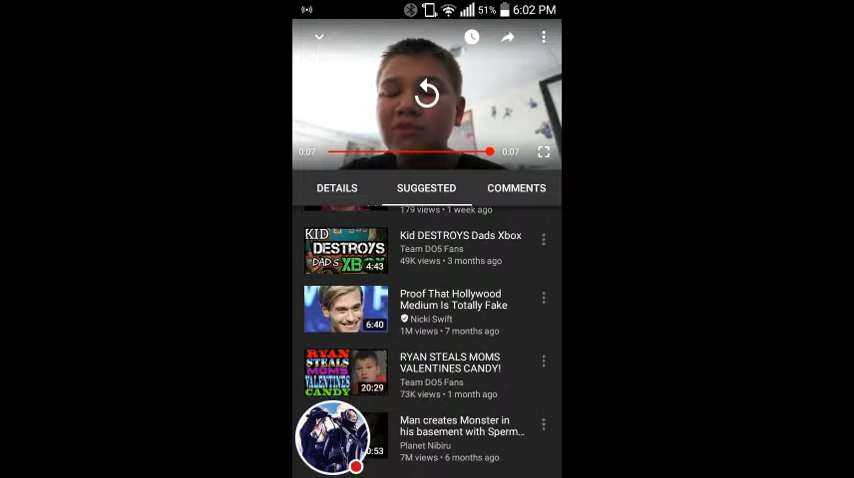 51% 6:02 PM
0:07 0:07
DETAILS SUGGESTED COMMENTS
179 views • 1 week ago
KID
DESTROYS
DAD'S XB
4:43
Kid DESTROYS Dads Xbox
Team DO5 Fans
49K views • 3 months ago
6:40
Proof That Hollywood
Medium Is Totally Fake
Nicki Swift
1M views • 7 months ago
RYAN
STEALS
MOMS
VALENTINES
CANDY
20:29
RYAN STEALS MOMS
VALENTINES CANDY!
Team DO5 Fans
73K views • 1 month ago
0:53
Man creates Monster in
his basement with Sperm...
Planet Nibiru
7M views • 6 months ago